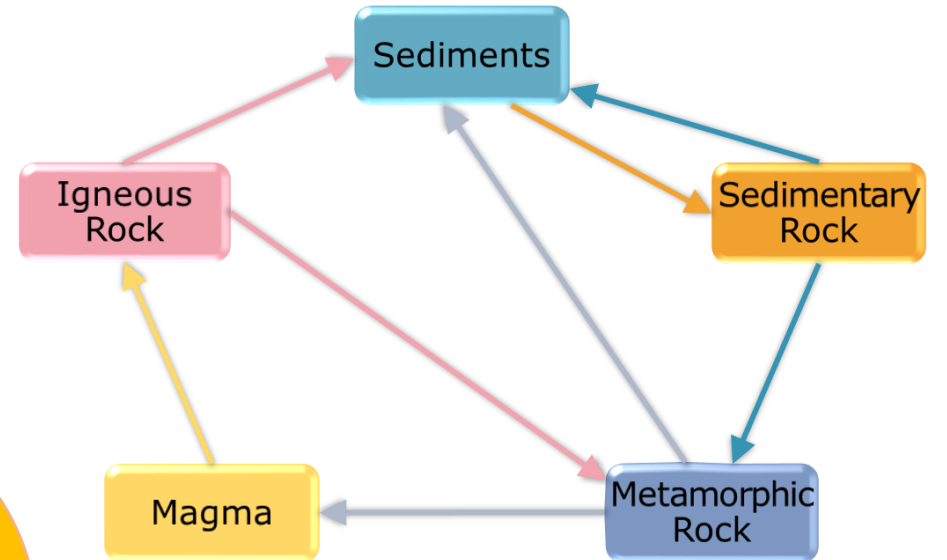 Sediments
Igneous
Rock
Sedimentary
Rock
Magma
Metamorphic
Rock